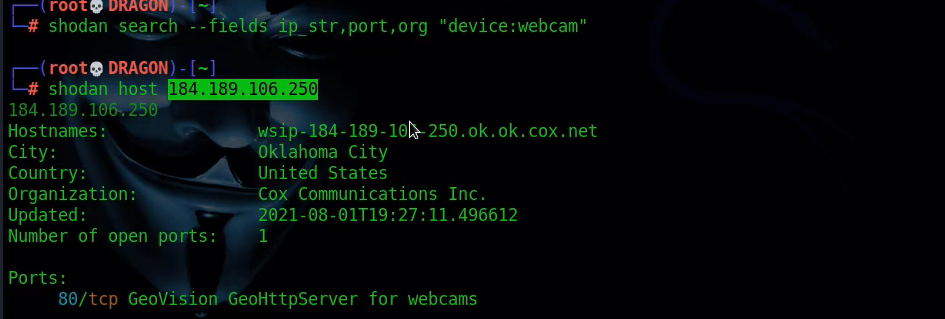 ┌──(root💀DRAGON)-[~]
└─# shodan search --fields ip_str,port,org "device:webcam"
┌──(root💀DRAGON)-[~]
└─# shodan host 184.189.106.250
184.189.106.250
Hostnames: wsip-184-189-106-250.ok.ok.cox.net
City: Oklahoma City
Country: United States
Organization: Cox Communications Inc.
Updated: 2021-08-01T19:27:11.496612
Number of open ports: 1
Ports:
80/tcp GeoVision GeoHttpServer for webcams